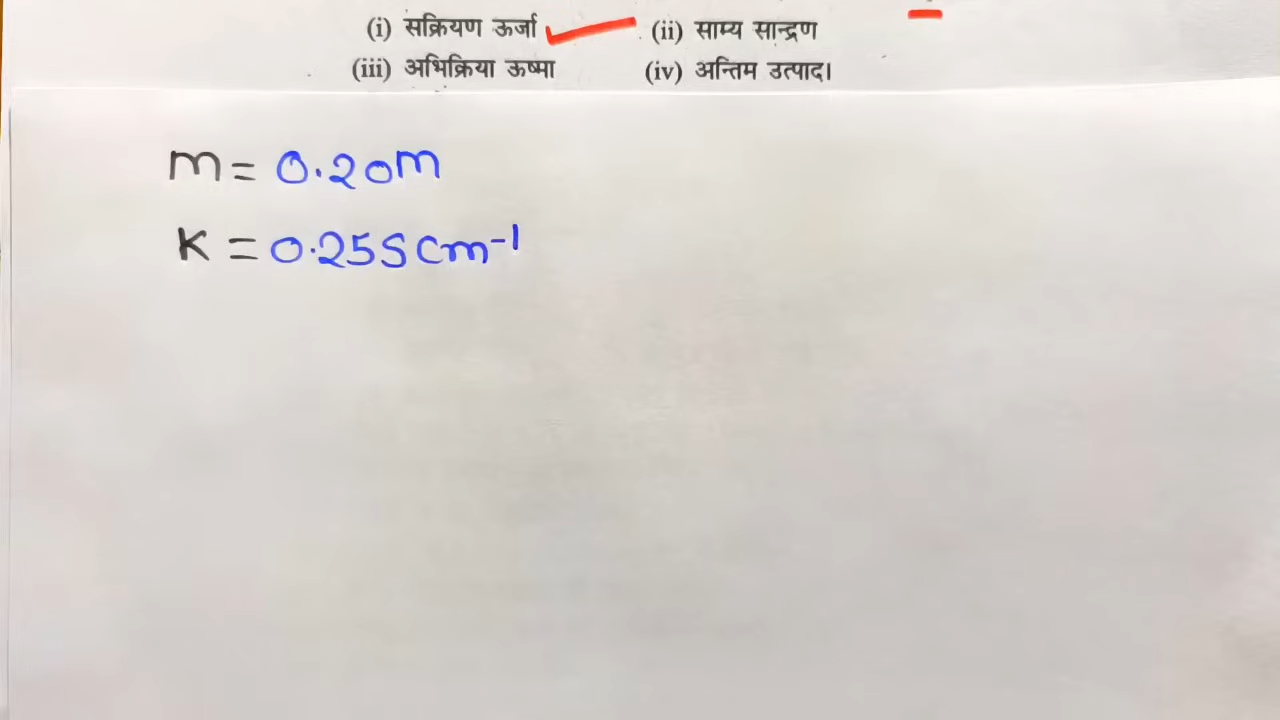 (i) सक्रियण ऊर्जा (ii) साम्य सान्द्रण
(iii) अभिक्रिया ऊष्मा (iv) अन्तिम उत्पाद।
m = 0.20m
K = 0.25S Cm⁻¹